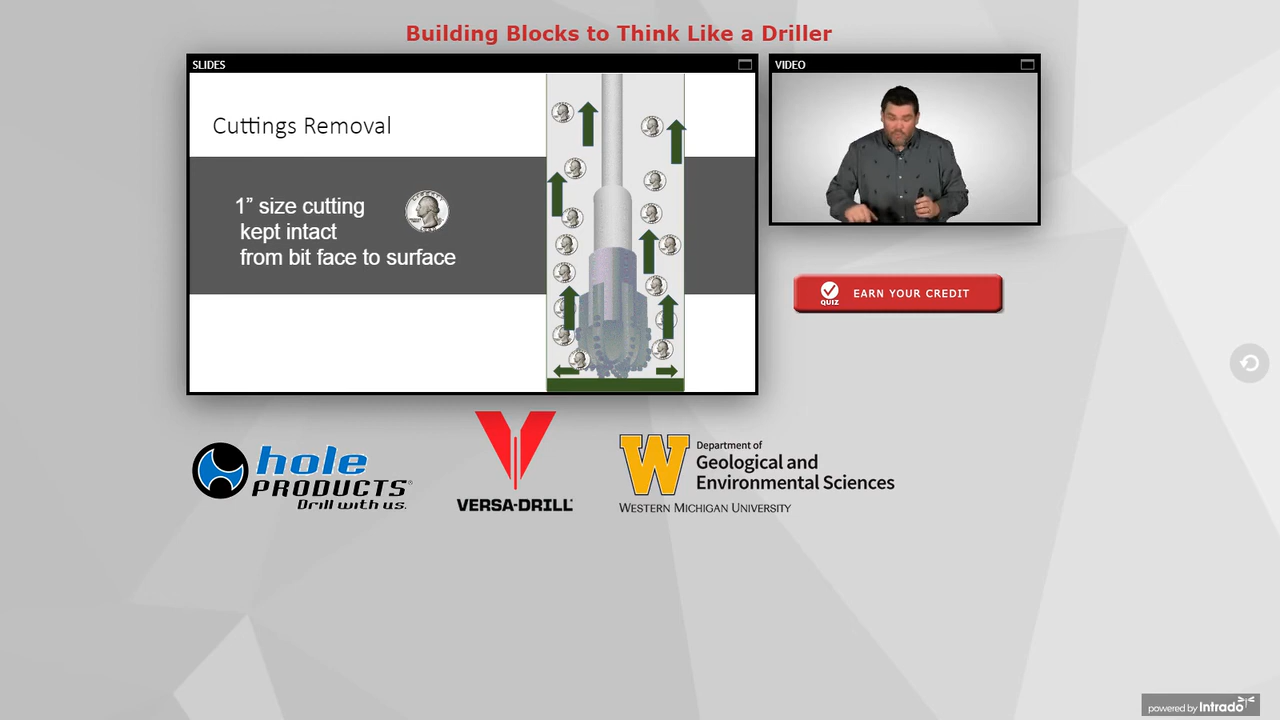 Building Blocks to Think Like a Driller
SLIDES
VIDEO
Cuttings Removal
1” size cutting
kept intact
from bit face to surface
QUIZ
EARN YOUR CREDIT
hole
PRODUCTS®
Drill with us.
VERSA-DRILL
W
Department of
Geological and
Environmental Sciences
WESTERN MICHIGAN UNIVERSITY
powered by Intrado